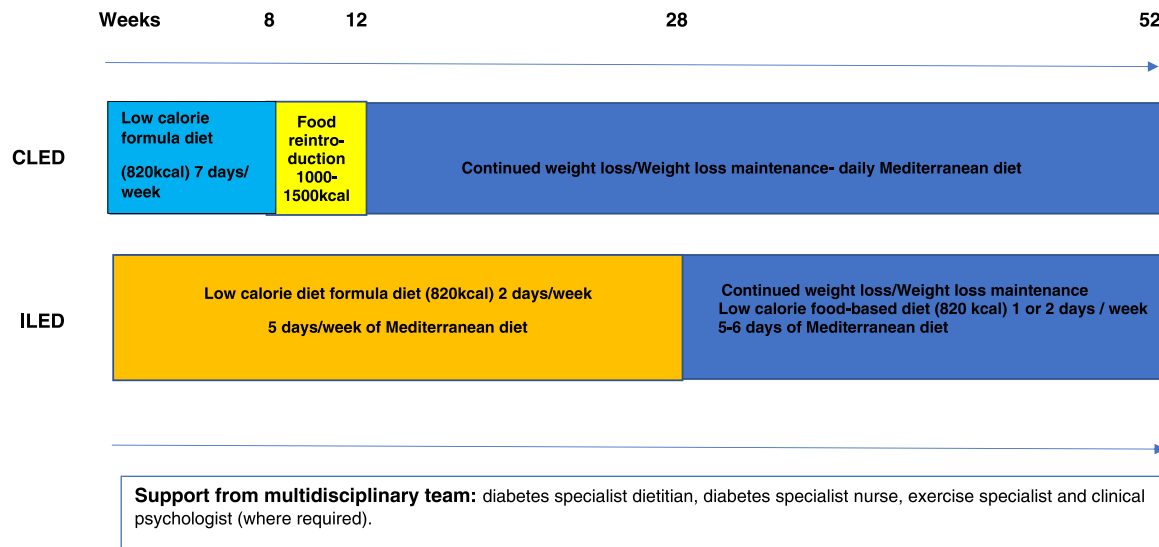 Weeks 8 12 28 52
CLED
Low calorie
formula diet
(820kcal) 7 days/
week
Food
reintro-
duction
1000-
1500kcal
Continued weight loss/Weight loss maintenance- daily Mediterranean diet
ILED
Low calorie diet formula diet (820kcal) 2 days/week
5 days/week of Mediterranean diet
Continued weight loss/Weight loss maintenance
Low calorie food-based diet (820 kcal) 1 or 2 days / week
5-6 days of Mediterranean diet
Support from multidisciplinary team: diabetes specialist dietitian, diabetes specialist nurse, exercise specialist and clinical
psychologist (where required).